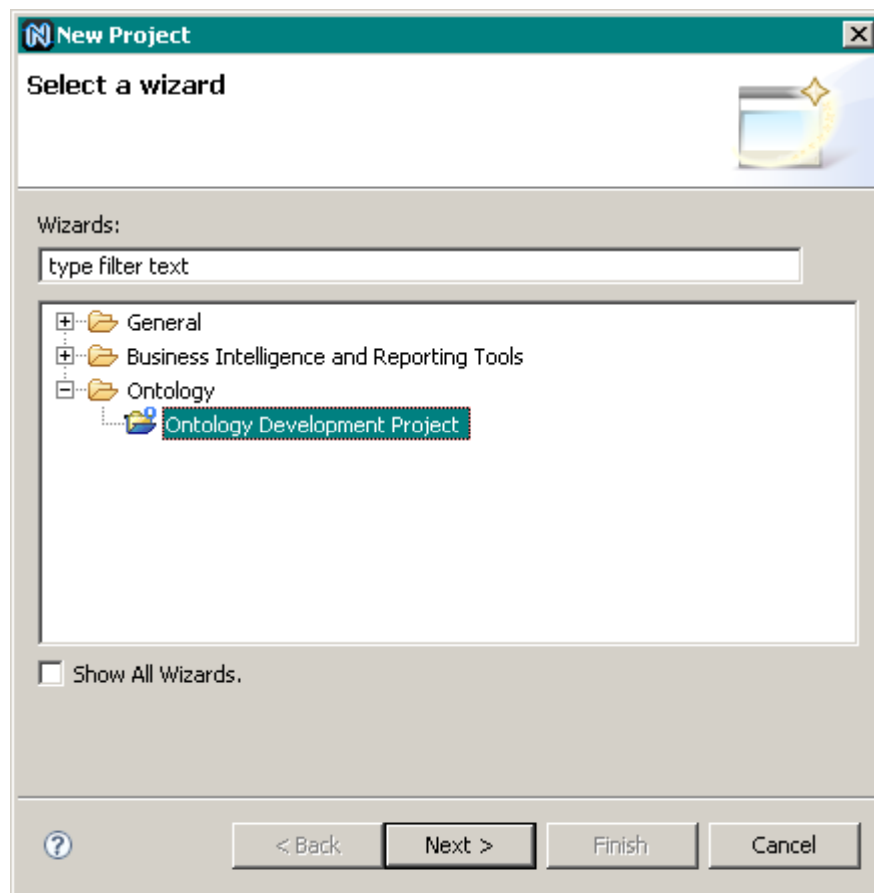 New Project
Select a wizard
Wizards:
type filter text
General
Business Intelligence and Reporting Tools
Ontology
Ontology Development Project
Show All Wizards.
< Back Next > Finish Cancel